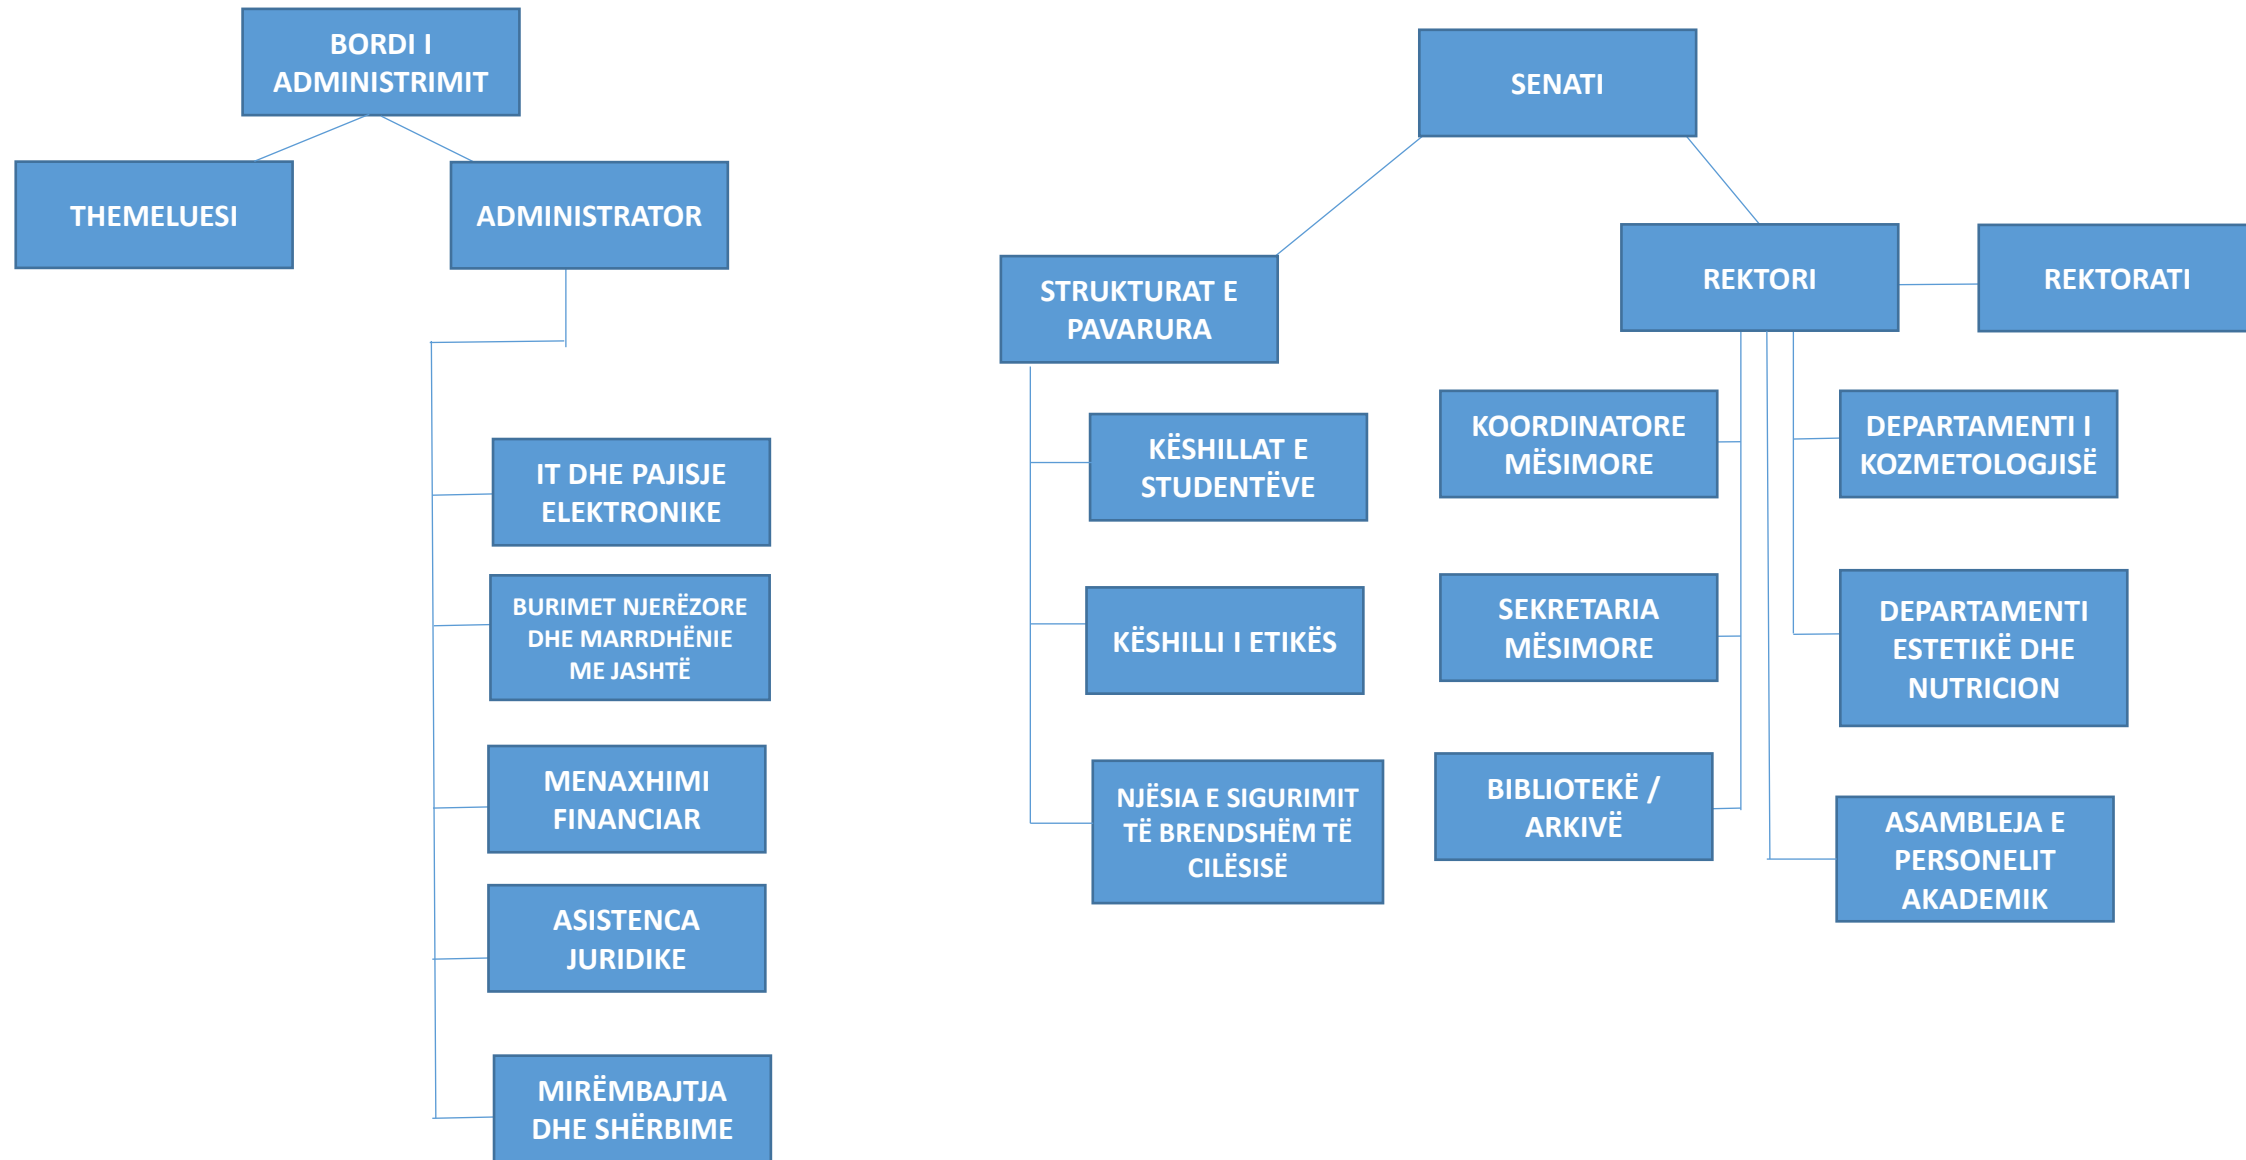 BORDI I
ADMINISTRIMIT
THEMELUESI
ADMINISTRATOR
IT DHE PAJISJE
ELEKTRONIKE
BURIMET NJERËZORE
DHE MARRDHËNIE
ME JASHTË
MENAXHIMI
FINANCIAR
ASISTENCA
JURIDIKE
MIRËMBAJTJA
DHE SHËRBIME
SENATI
STRUKTURAT E
PAVARURA
KËSHILLAT E
STUDENTËVE
KËSHILLI I ETIKËS
NJËSIA E SIGURIMIT
TË BRENDSHËM TË
CILËSISË
REKTORI
REKTORATI
KOORDINATORE
MËSIMORE
SEKRETARIA
MËSIMORE
BIBLIOTEKË /
ARKIVË
DEPARTAMENTI I
KOZMETOLOGJISË
DEPARTAMENTI
ESTETIKË DHE
NUTRICION
ASAMBLEJA E
PERSONELIT
AKADEMIK